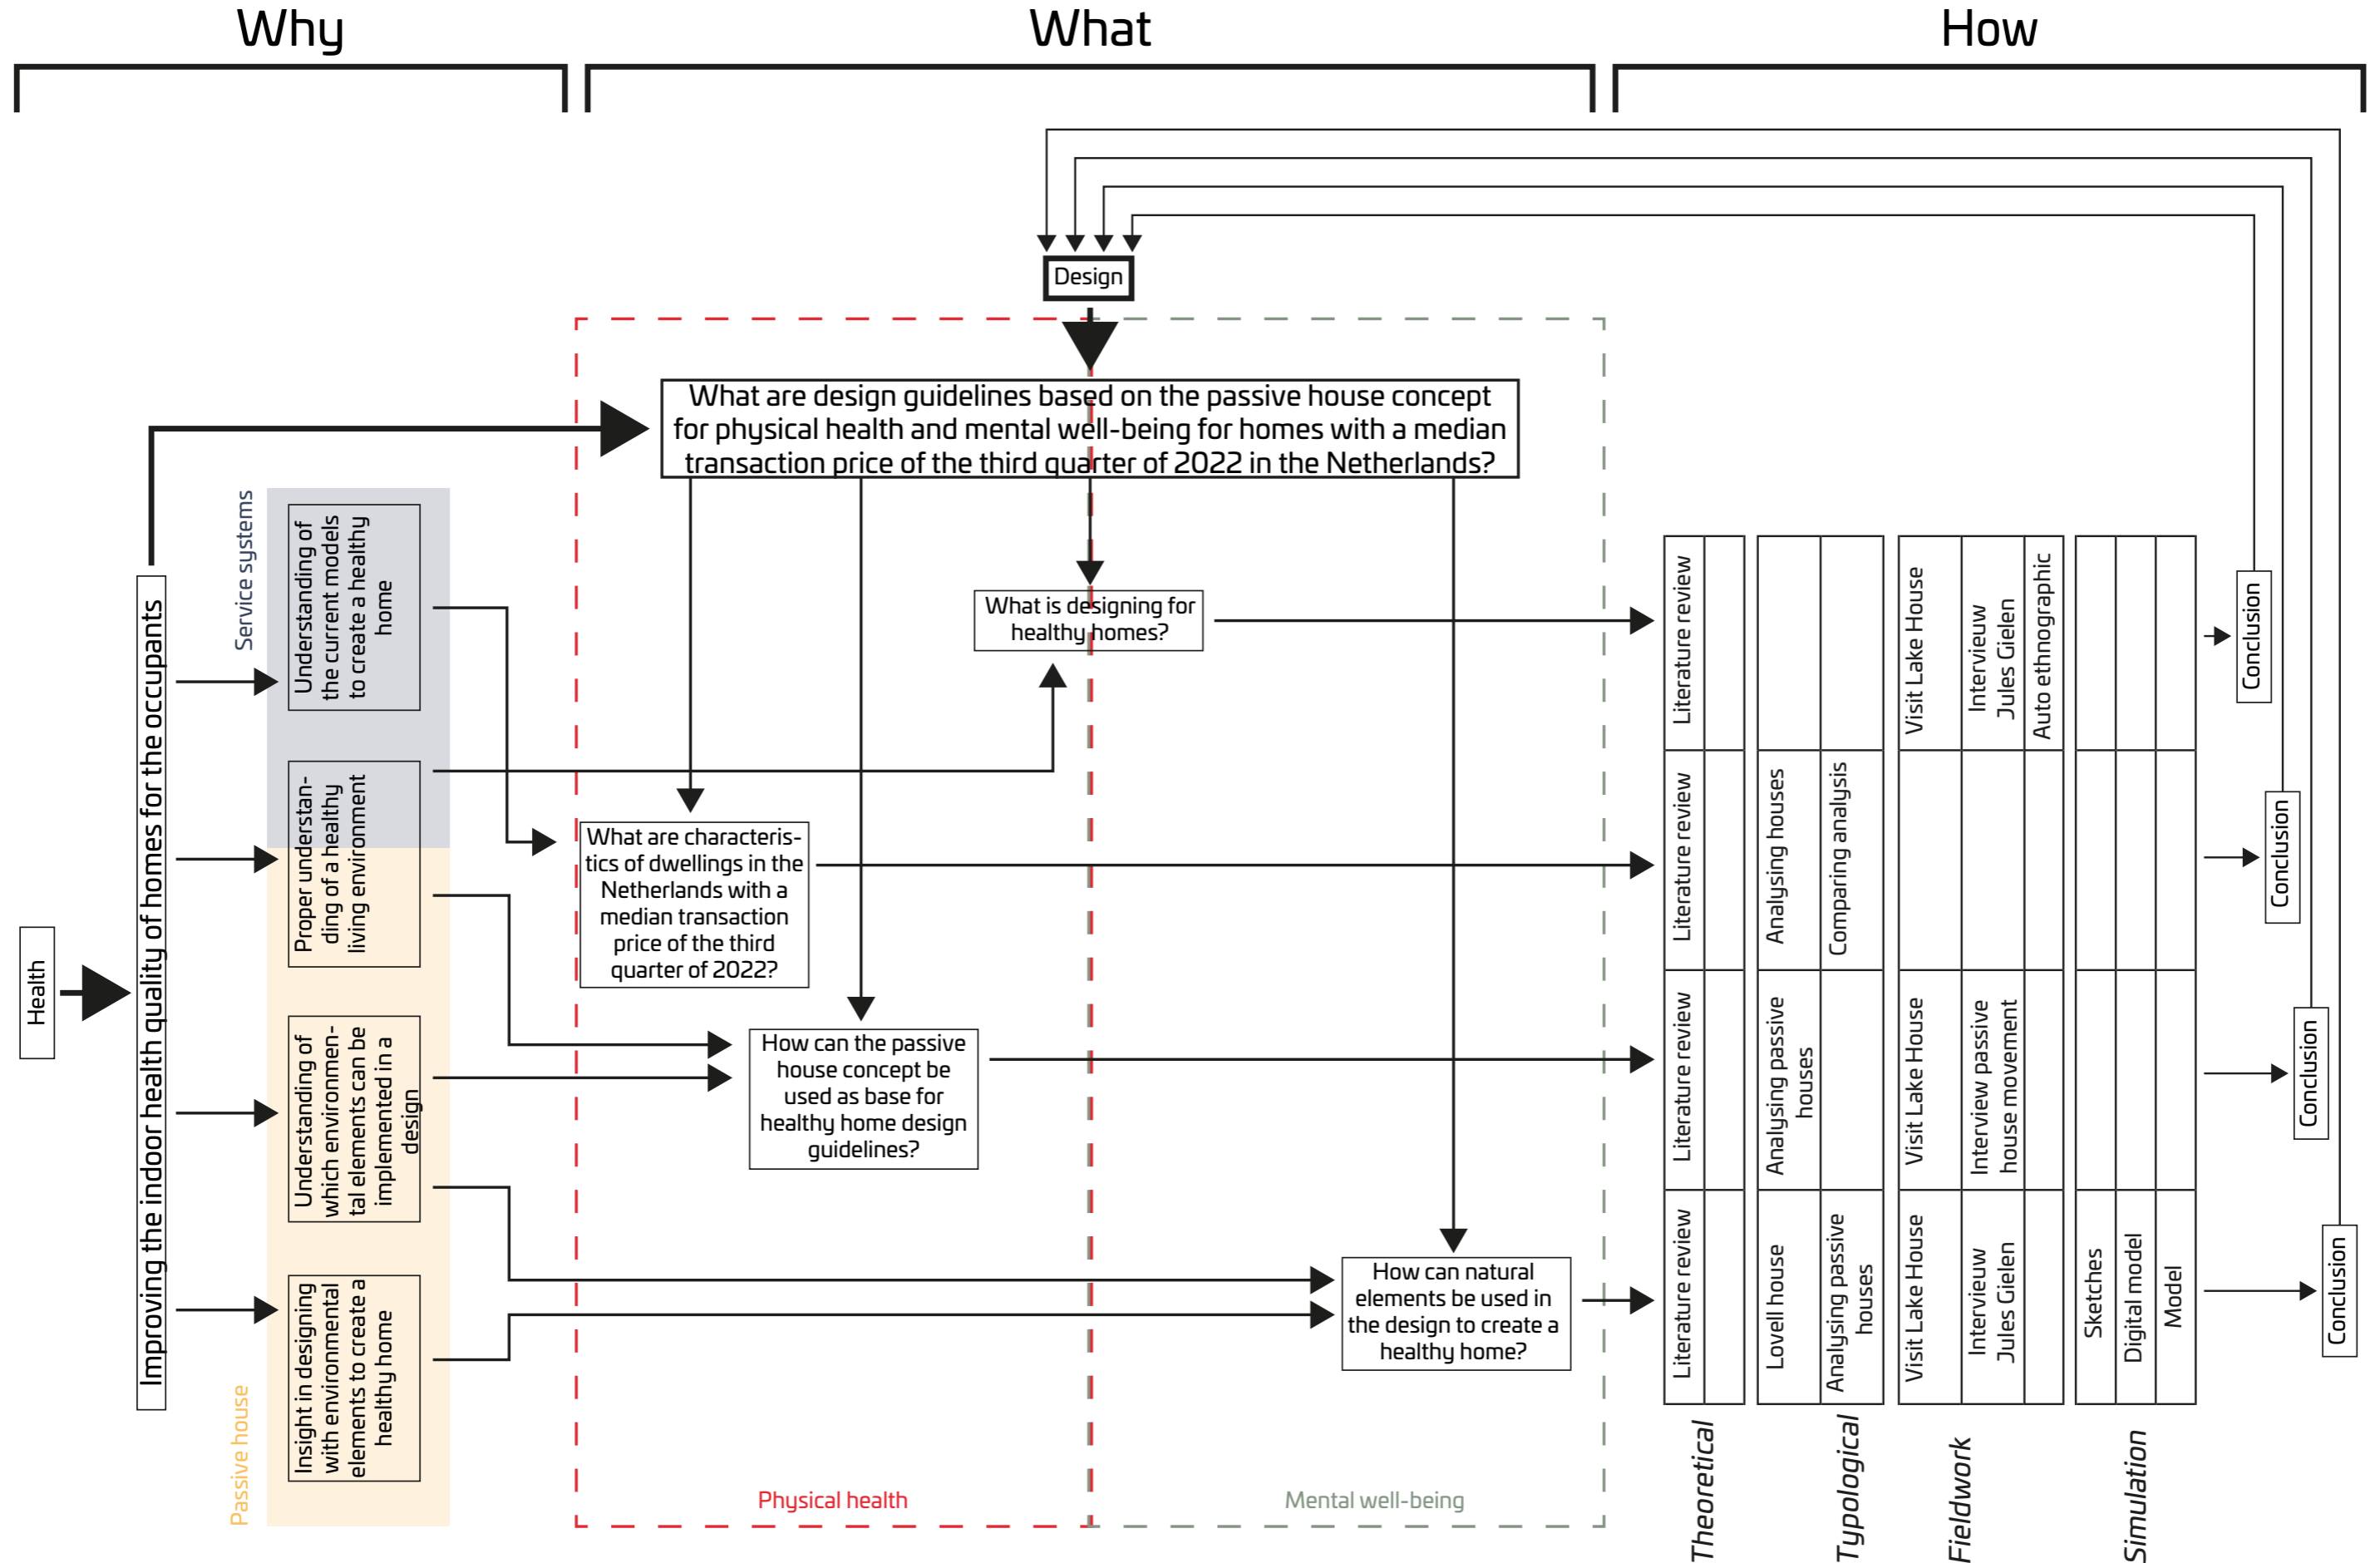 Why
What
How
Design
What are design guidelines based on the passive house concept
for physical health and mental well-being for homes with a median
transaction price of the third quarter of 2022 in the Netherlands?
Health
Improving the indoor health quality of homes for the occupants
Service systems
Passive house
Understanding of
the current models
to create a healthy
home
Proper understan-
ding of a healthy
living environment
Understanding of
which environmen-
tal elements can be
implemented in a
design
Insight in designing
with environmental
elements to create a
healthy home
What is designing for
healthy homes?
What are characteris-
tics of dwellings in the
Netherlands with a
median transaction
price of the third
quarter of 2022?
How can the passive
house concept be
used as base for
healthy home design
guidelines?
How can natural
elements be used in
the design to create a
healthy home?
Physical health
Mental well-being
Literature review
Visit Lake House
Intervieuw
Jules Gielen
Auto ethnographic
Conclusion
Literature review
Analysing houses
Comparing analysis
Conclusion
Literature review
Analysing passive
houses
Visit Lake House
Interview passive
house movement
Conclusion
Literature review
Lovell house
Analysing passive
houses
Visit Lake House
Intervieuw
Jules Gielen
Sketches
Digital model
Model
Conclusion
Theoretical
Typological
Fieldwork
Simulation